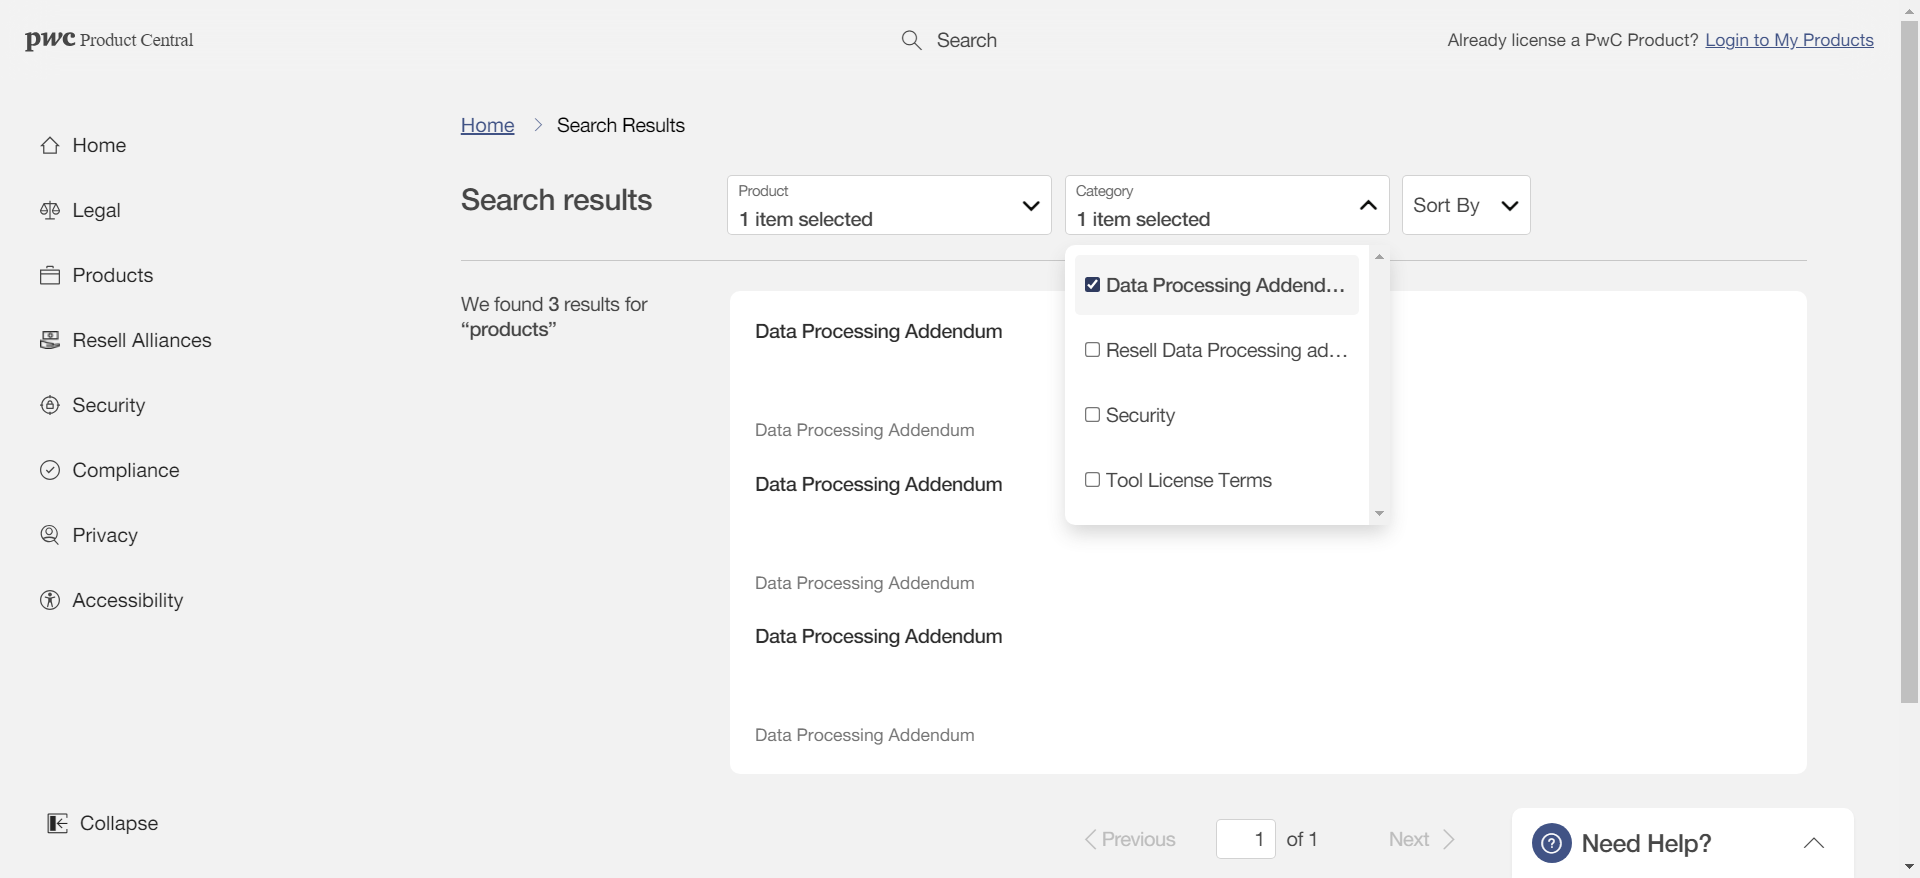 pwc Product Central
Search
Already license a PwC Product? Login to My Products
Home
Legal
Products
Resell Alliances
Security
Compliance
Privacy
Accessibility
Collapse
Home > Search Results
Search results
Product
1 item selected
Category
1 item selected
Sort By
Data Processing Addend...
Resell Data Processing ad...
Security
Tool License Terms
We found 3 results for
“products”
Data Processing Addendum
Data Processing Addendum
Data Processing Addendum
Data Processing Addendum
Data Processing Addendum
Data Processing Addendum
Previous
1 of 1
Next
Need Help?